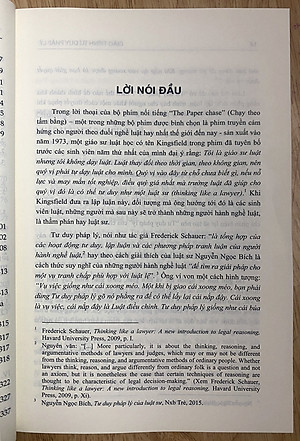 LỜI NÓI ĐẦU
Trong lời thoại của bộ phim nổi tiếng "The Paper chase" (Chạy theo
tấm bằng) – một trong những bộ phim được bình chọn là phim truyền cảm
hứng cho người theo đuổi nghề luật hay nhất thế giới đến nay - sản xuất vào
năm 1973, một giáo sư luật học có tên Kingsfield trong phim đã tuyên bố
trước các sinh viên năm thứ nhất của mình đại ý rằng: Tôi là giáo sư luật
nhưng tôi không dạy luật. Luật thay đổi theo thời gian, theo không gian, nên
quý vị phải tự dạy luật cho mình. Quý vị vào đây từ chỗ chưa biết gì, nếu nỗ
lực và may mắn tốt nghiệp, điều quý giá nhất mà trường luật đã giúp cho
quý vị đó là có thể tư duy như một luật sư (thinking like a lawyer).¹ Khi
Kingsfield đưa ra lập luận này, đối tượng mà ông hướng tới đó là các sinh
viên luật, những người mà sau này sẽ trở thành những người hành nghề luật,
là thẩm phán hay luật sư.
Tư duy pháp lý, nói như tác giả Frederick Schauer: "là tổng hợp của
các hoạt động tư duy, lập luận và các phương pháp tranh luận của người
hành nghề luật," hay theo cách của luật sư Nguyễn Ngọc Bích là
cách thức suy nghĩ của những người hành nghề luật "để tìm ra giải pháp cho
một vụ tranh chấp phù hợp với luật lệ". Ông ví von một cách hình tượng:
"Vụ việc giống như cái xoong méo. Một khi bị giao cái xoong méo, bạn phải
dùng Tư duy pháp lý gõ nó phẳng ra để có thể lấy lại cái nắp đậy. Cái xoong
là vụ việc; cái nắp đậy là Luật điều chỉnh. Tư duy pháp lý giống như cái búa
¹ Frederick Schauer, Thinking like a lawyer: A new introduction to legal reasoning,
Havard University Press, 2009, p. 1.
² Nguyên văn: "[...] More particularly, it is about the thinking, reasoning, and
argumentative methods of lawyers and judges, which may or may not be different
from the thinking, reasoning, and argumentative methods of ordinary people. Whether
lawyers think, reason, and argue differently from ordinary folk is a question and not
an axiom, but it is nonetheless the case that certain techniques of reasoning are
thought to be characteristic of legal decision-making." (Xem Frederick Schauer,
Thinking like a lawyer: A new introduction to legal reasoning, Havard University
Press, 2009, p. Xi).
³ Nguyễn Ngọc Bích, Tư duy pháp lý của luật sư, Nxb Trẻ, 2015.